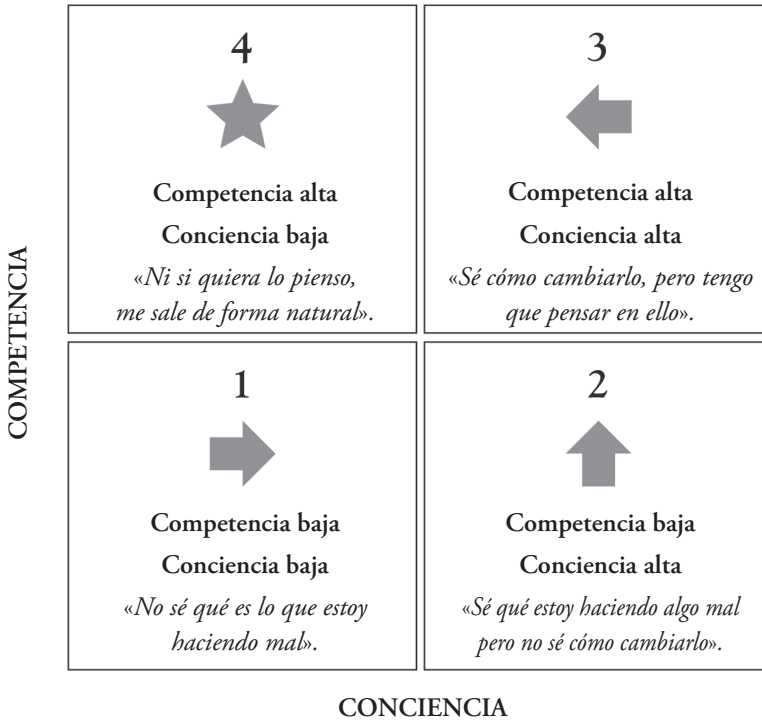 4
Competencia alta
Conciencia baja
«Ni si quiera lo pienso,
me sale de forma natural».
3
Competencia alta
Conciencia alta
«Sé cómo cambiarlo, pero tengo
que pensar en ello».
COMPETENCIA
1
Competencia baja
Conciencia baja
«No sé qué es lo que estoy
haciendo mal».
2
Competencia baja
Conciencia alta
«Sé qué estoy haciendo algo mal
pero no sé cómo cambiarlo».
CONCIENCIA